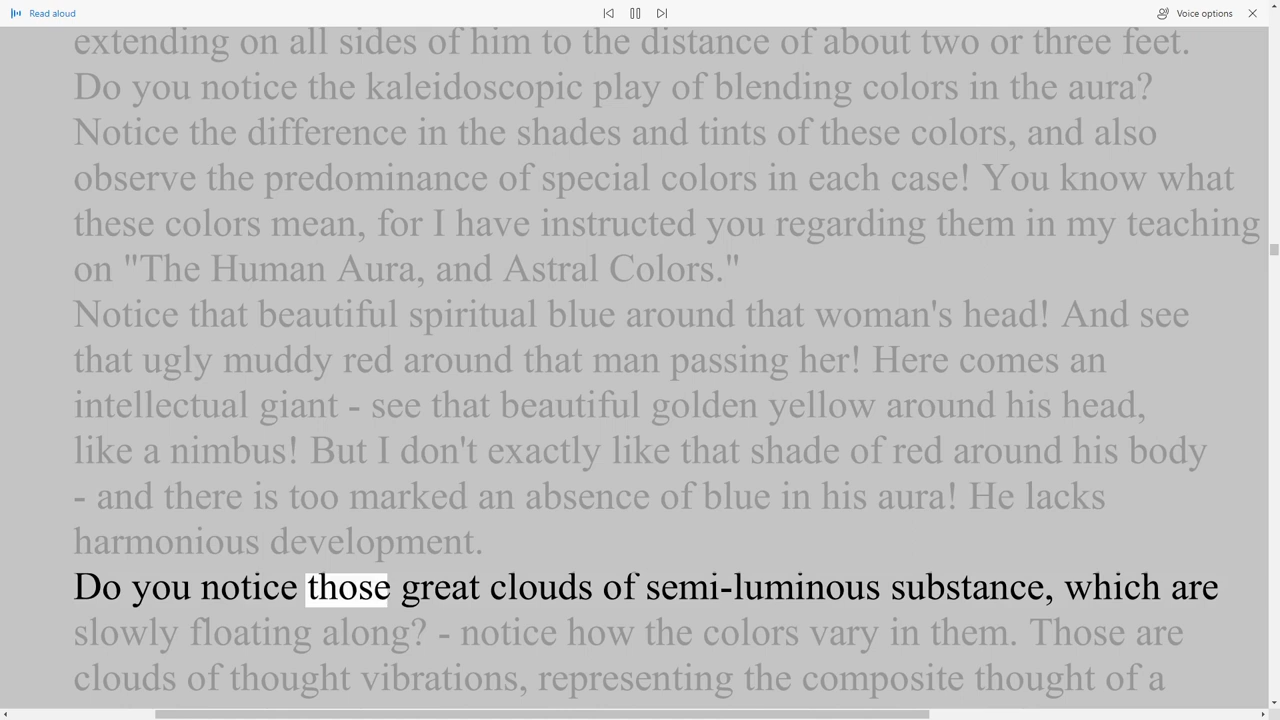 Read aloud
Voice options
extending on all sides of him to the distance of about two or three feet.
Do you notice the kaleidoscopic play of blending colors in the aura?
Notice the difference in the shades and tints of these colors, and also
observe the predominance of special colors in each case! You know what
these colors mean, for I have instructed you regarding them in my teaching
on "The Human Aura, and Astral Colors."
Notice that beautiful spiritual blue around that woman's head! And see
that ugly muddy red around that man passing her! Here comes an
intellectual giant - see that beautiful golden yellow around his head,
like a nimbus! But I don't exactly like that shade of red around his body
- and there is too marked an absence of blue in his aura! He lacks
harmonious development.
Do you notice those great clouds of semi-luminous substance, which are
slowly floating along? - notice how the colors vary in them. Those are
clouds of thought vibrations, representing the composite thought of a